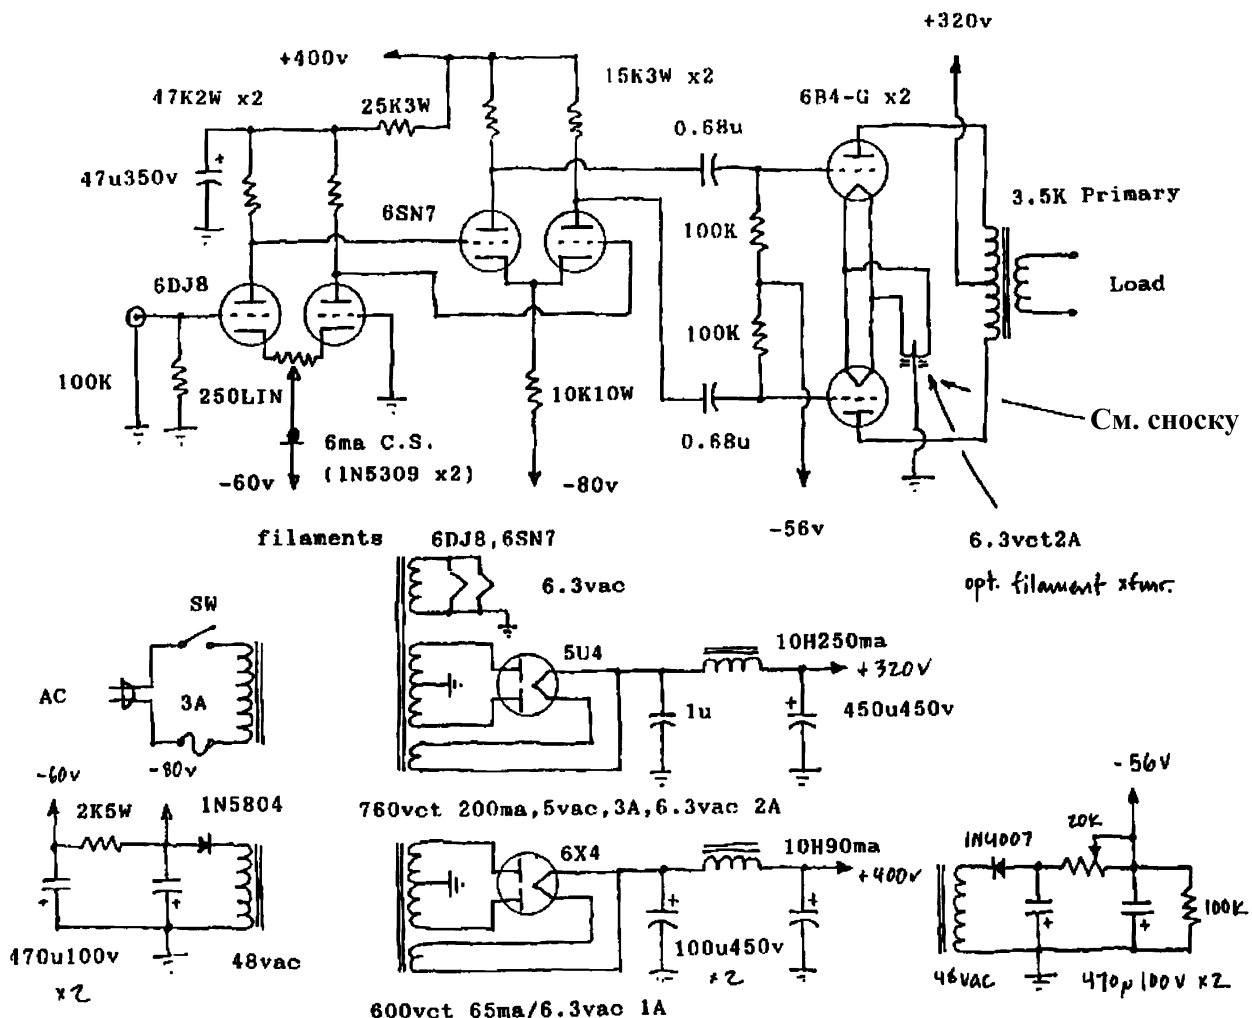 +320v
+400v
15K3W x2
6B4-G x2
47K2W x2
25K3W
0.68u
47u350v
6SN7
100K
3.5K Primary
6DJ8
Load
100K
100K
250LIN
10K10W
0.68u
См. сноску
6ma C.S.
(1N5309 x2)
-60v
-80v
-56v
6.3vct2A
opt. filament xfmr.
filaments
6DJ8,6SN7
6.3vac
SW
AC
3A
5U4
10H250ma
+320V
1u
450u450v
760vct 200ma,5vac,3A,6.3vac 2A
-60v
-80v
2K5W
1N5804
470u100v
x2
48vac
6X4
10H90ma
+400v
100u450v
x2
600vct 65ma/6.3vac 1A
-56V
20K
1N4007
100K
48VAC
470µ100V x2